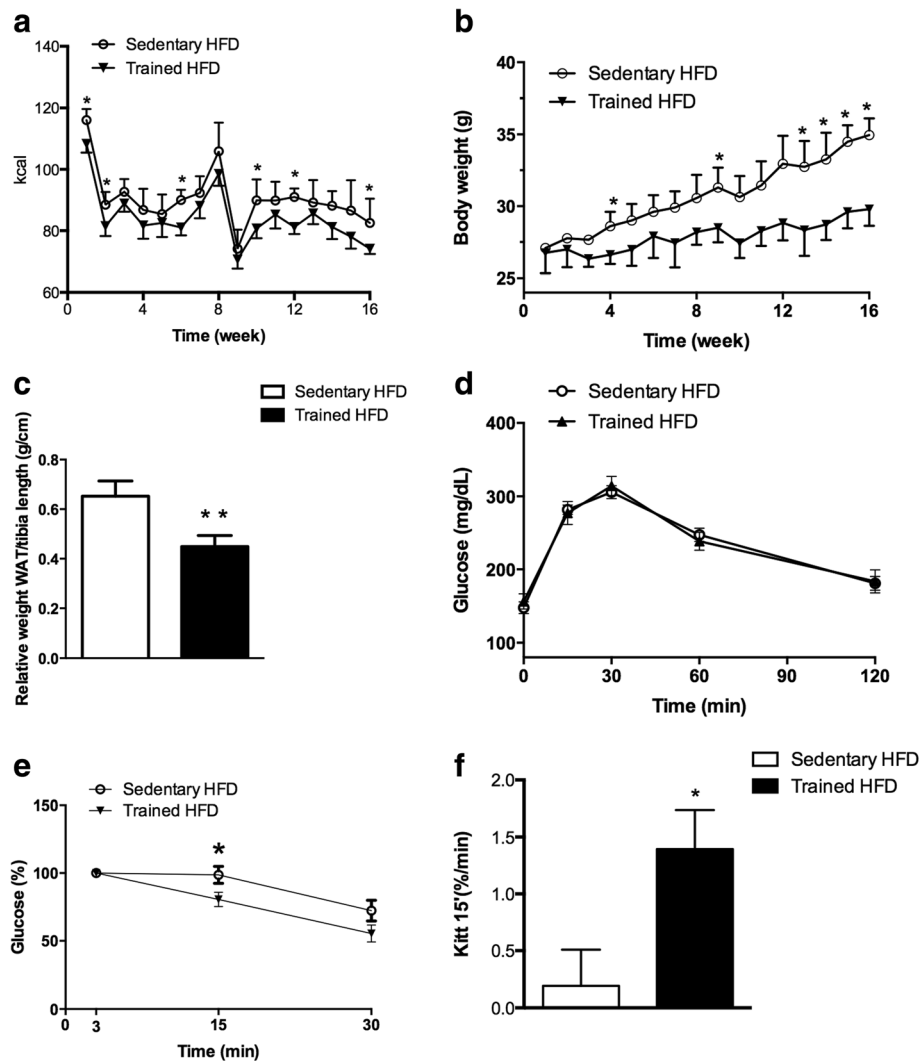 a
Sedentary HFD
Trained HFD
kcal
140
120
100
80
60
* * * * * *
0 4 8 12 16
Time (week)
b
Sedentary HFD
Trained HFD
Body weight (g)
40
35
30
25
* * * * * *
0 4 8 12 16
Time (week)
c
Sedentary HFD
Trained HFD
Relative weight WAT/tibia length (g/cm)
0.8
0.6
0.4
0.2
0.0
* *
d
Sedentary HFD
Trained HFD
Glucose (mg/dL)
400
300
200
100
0 30 60 90 120
Time (min)
e
Sedentary HFD
Trained HFD
Glucose (%)
150
100
50
0
*
0 3 15 30
Time (min)
f
Sedentary HFD
Trained HFD
Kitt 15'(%/min)
2.0
1.5
1.0
0.5
0.0
*